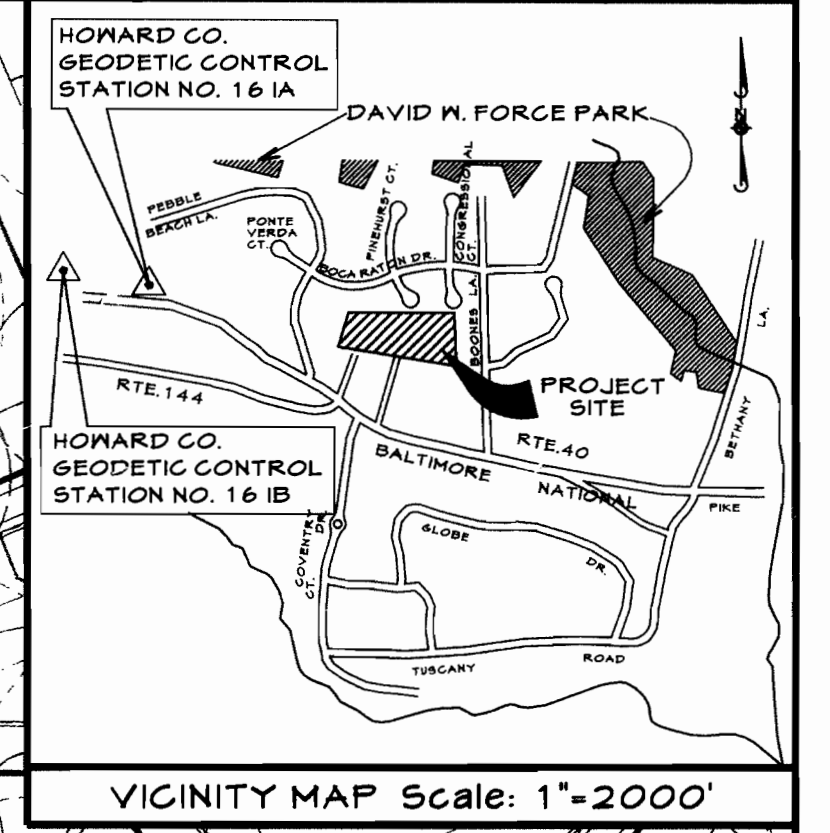 HOWARD CO.
GEODETIC CONTROL
STATION NO. 16 IA
DAVID W. FORCE PARK
PEBBLE
BEACH LA.
PONTE
VERDA
CT.
PINEHURST CT.
CONGRESSIONAL
CT.
BOCA RATON DR.
BOONES LA.
LA.
BETHANY
PROJECT
SITE
RTE.144
RTE.40
HOWARD CO.
GEODETIC CONTROL
STATION NO. 16 IB
BALTIMORE
NATIONAL
PIKE
COVENTRY
CT.
DR.
GLOBE
DR.
TUSCANY
ROAD
VICINITY MAP Scale: 1"=2000'